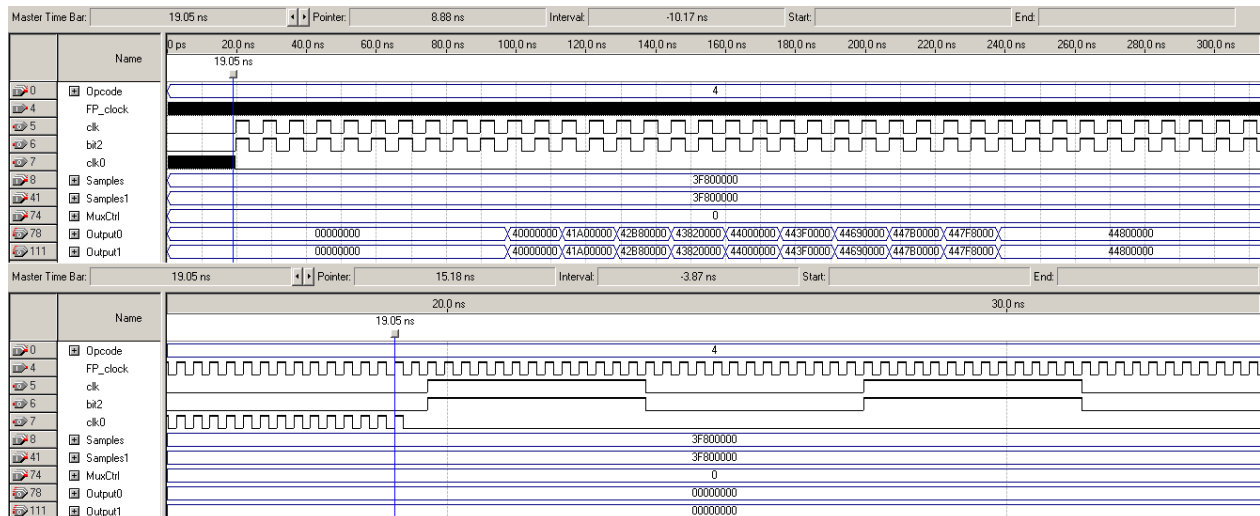 Master Time Bar: 19.05 ns Pointer: 8.88 ns Interval: -10.17 ns Start: End:
Name
0 ps 20.0 ns 40.0 ns 60.0 ns 80.0 ns 100.0 ns 120.0 ns 140.0 ns 160.0 ns 180.0 ns 200.0 ns 220.0 ns 240.0 ns 260.0 ns 280.0 ns 300.0 ns
19.05 ns
0 Opcode 4
4 FP_clock
5 clk
6 bit2
7 clk0
8 Samples 3F800000
41 Samples1 3F800000
74 MuxCtrl 0
78 Output0 00000000 40000000 41A00000 42B80000 43820000 44000000 443F0000 44690000 447B0000 447F8000 44800000
111 Output1 00000000 40000000 41A00000 42B80000 43820000 44000000 443F0000 44690000 447B0000 447F8000 44800000
Master Time Bar: 19.05 ns Pointer: 15.18 ns Interval: -3.87 ns Start: End:
Name
20.0 ns 30.0 ns
19.05 ns
0 Opcode 4
4 FP_clock
5 clk
6 bit2
7 clk0
8 Samples 3F800000
41 Samples1 3F800000
74 MuxCtrl 0
78 Output0 00000000
111 Output1 00000000